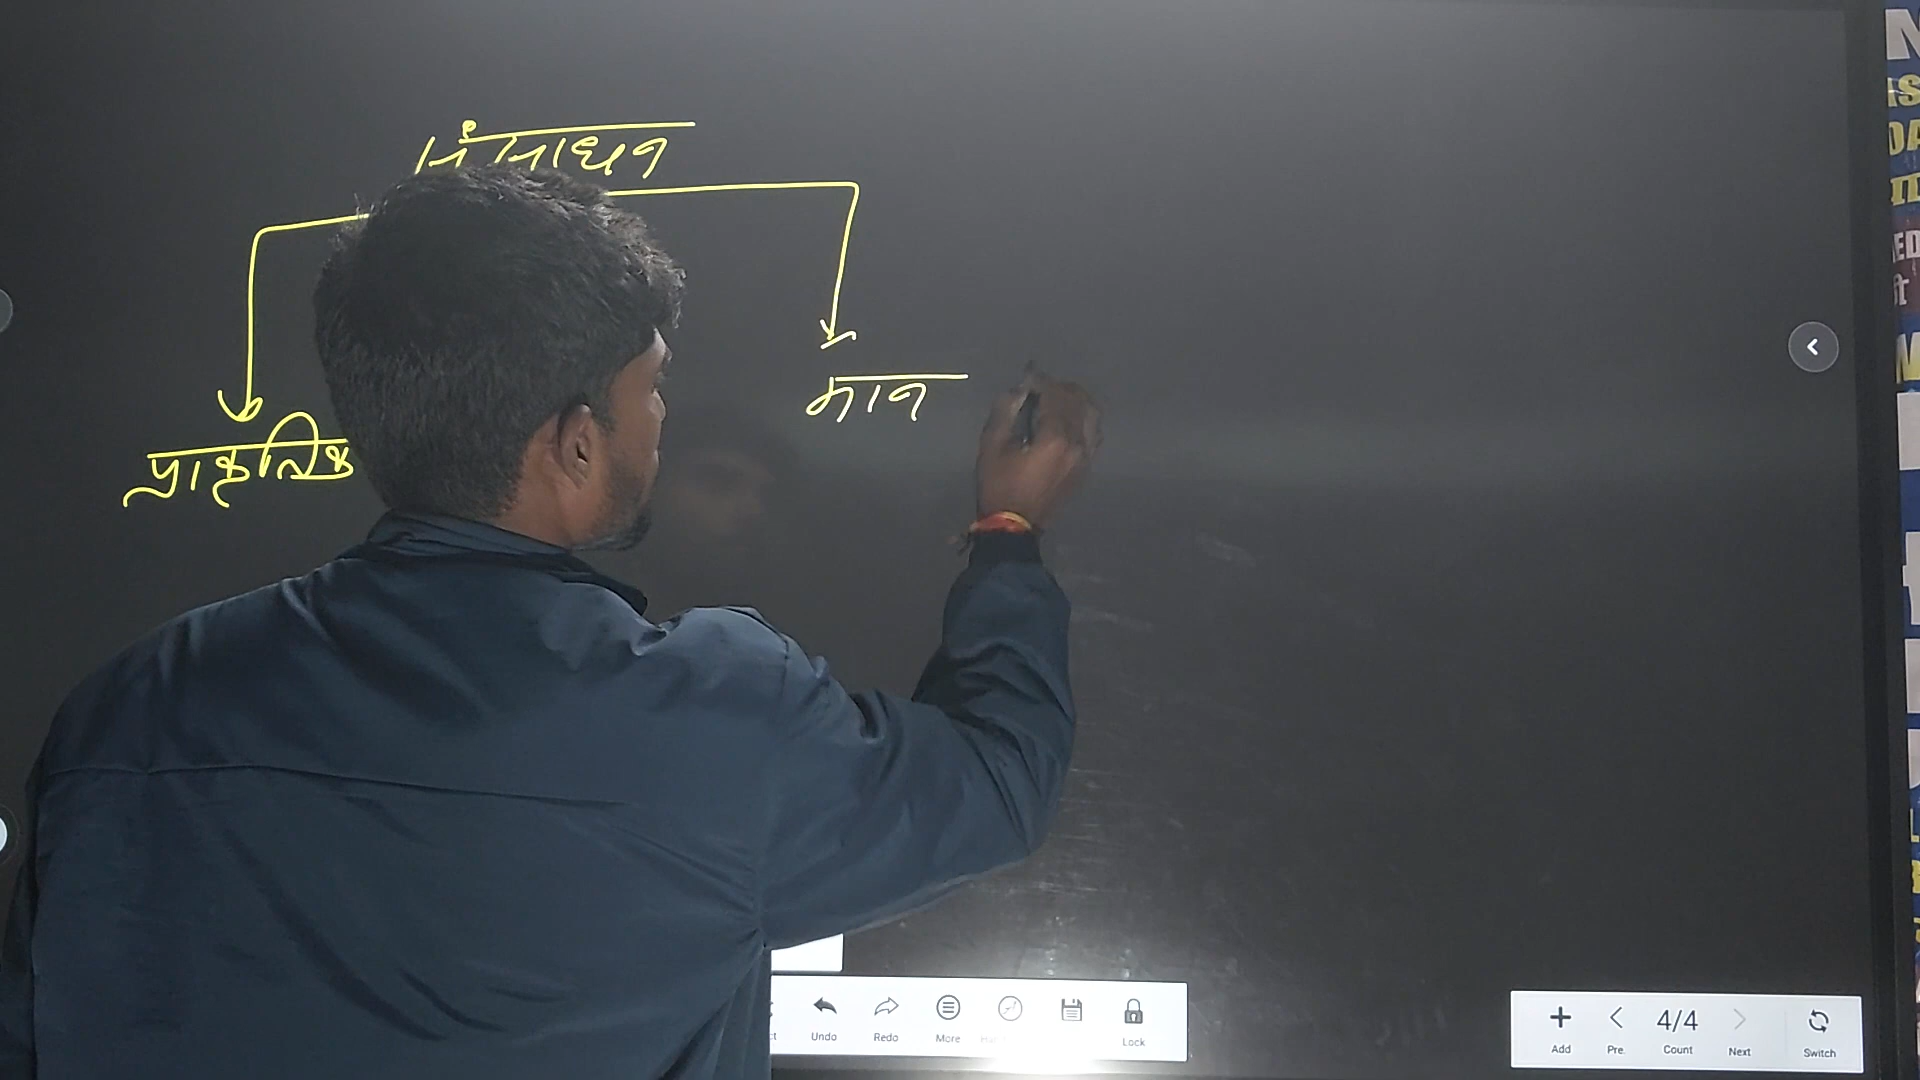 संसाधन
प्राकृतिक
मान
Undo Redo More Lock
Add Pre. 4/4 Count Next Switch